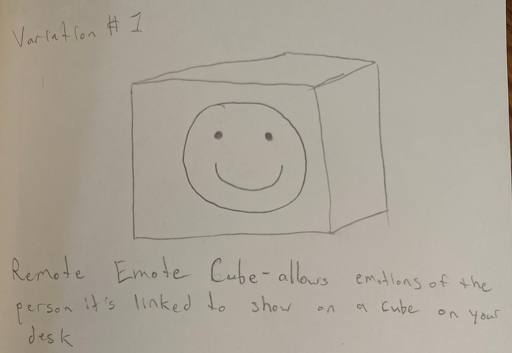 Variation # 1
Remote Emote Cube - allows emotions of the
person it's linked to show on a cube on your
desk